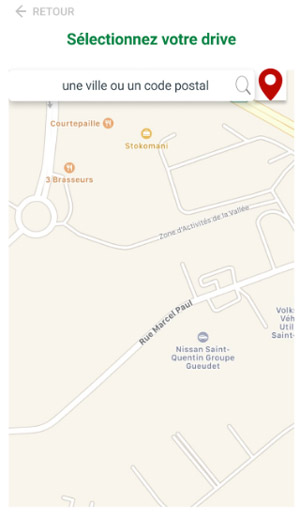 ← RETOUR
Sélectionnez votre drive
une ville ou un code postal
Courtepaille
Stokomani
3 Brasseurs
Zone d'Activités de la Vallée
Rue Marcel Paul
Volks
Véh
Util
Saint-
Nissan Saint-
Quentin Groupe
Gueudet